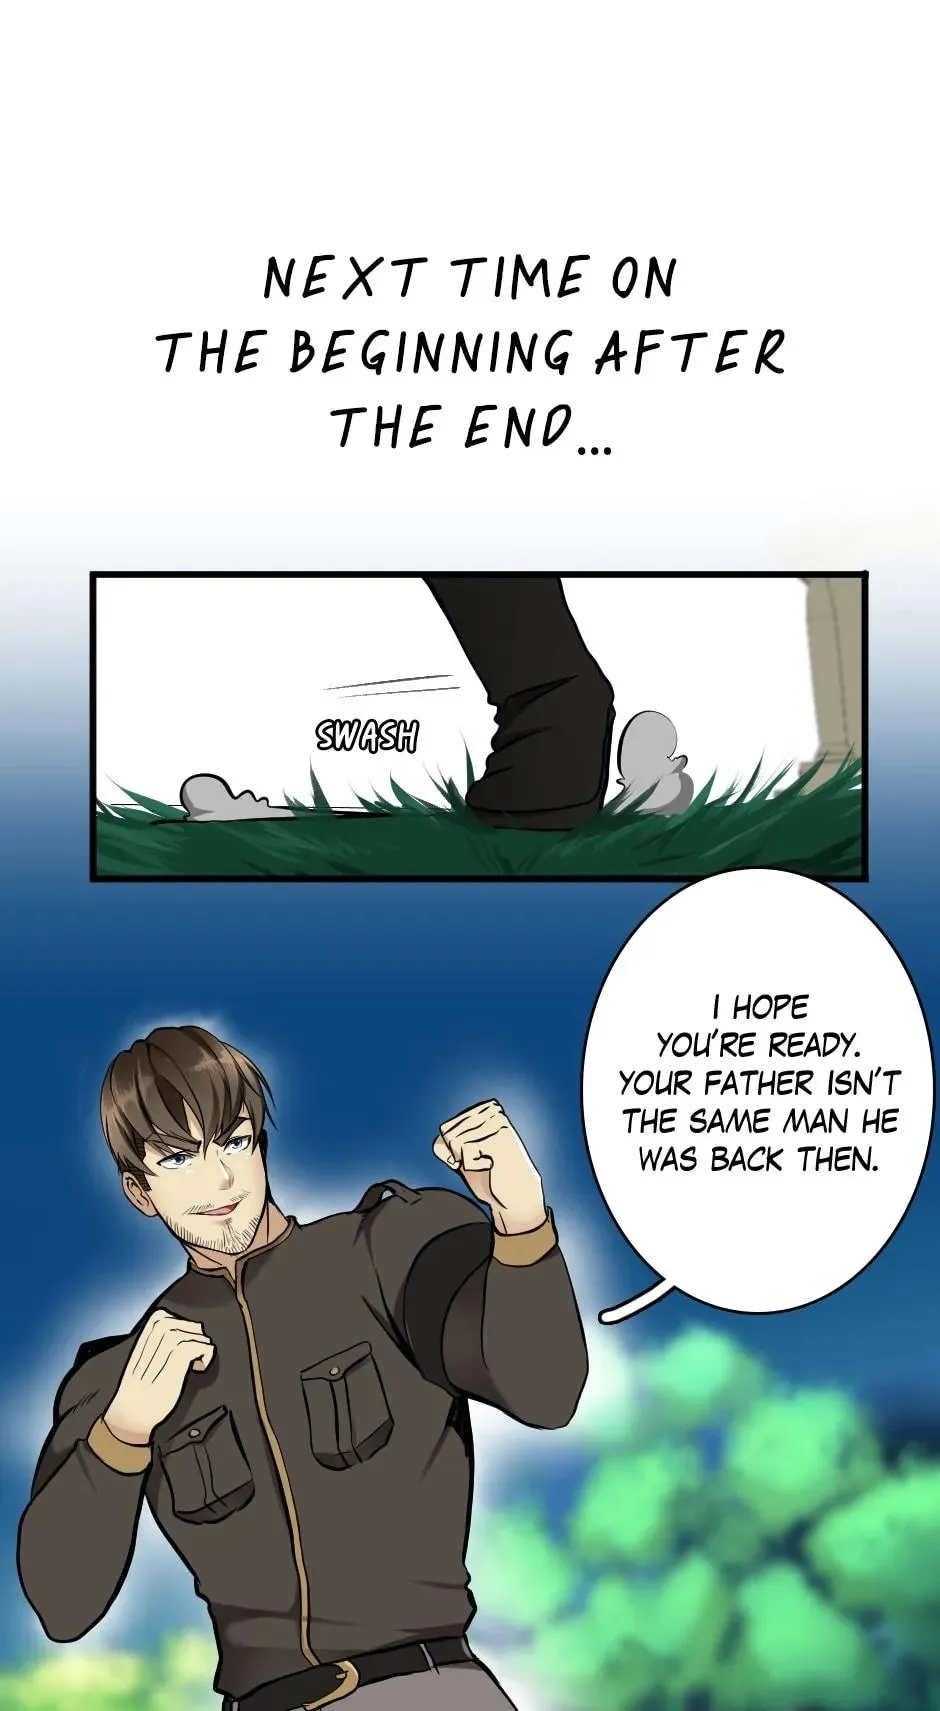 NEXT TIME ON
THE BEGINNING AFTER
THE END...
SWASH
I HOPE
YOU'RE READY.
YOUR FATHER ISN'T
THE SAME MAN HE
WAS BACK THEN.